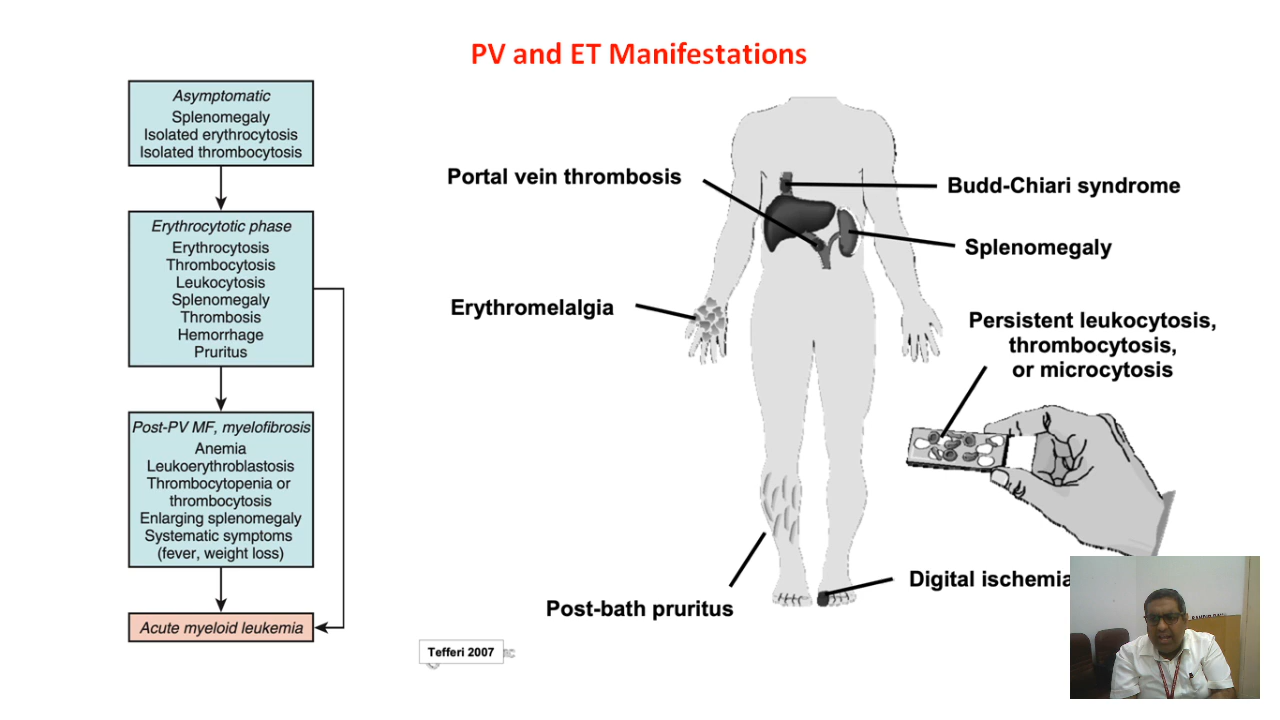 PV and ET Manifestations
Asymptomatic
Splenomegaly
Isolated erythrocytosis
Isolated thrombocytosis
Erythrocytotic phase
Erythrocytosis
Thrombocytosis
Leukocytosis
Splenomegaly
Thrombosis
Hemorrhage
Pruritus
Post-PV MF, myelofibrosis
Anemia
Leukoerythroblastosis
Thrombocytopenia or
thrombocytosis
Enlarging splenomegaly
Systematic symptoms
(fever, weight loss)
Acute myeloid leukemia
Portal vein thrombosis
Budd-Chiari syndrome
Splenomegaly
Erythromelalgia
Persistent leukocytosis,
thrombocytosis,
or microcytosis
Digital ischemia
Post-bath pruritus
Tefferi 2007